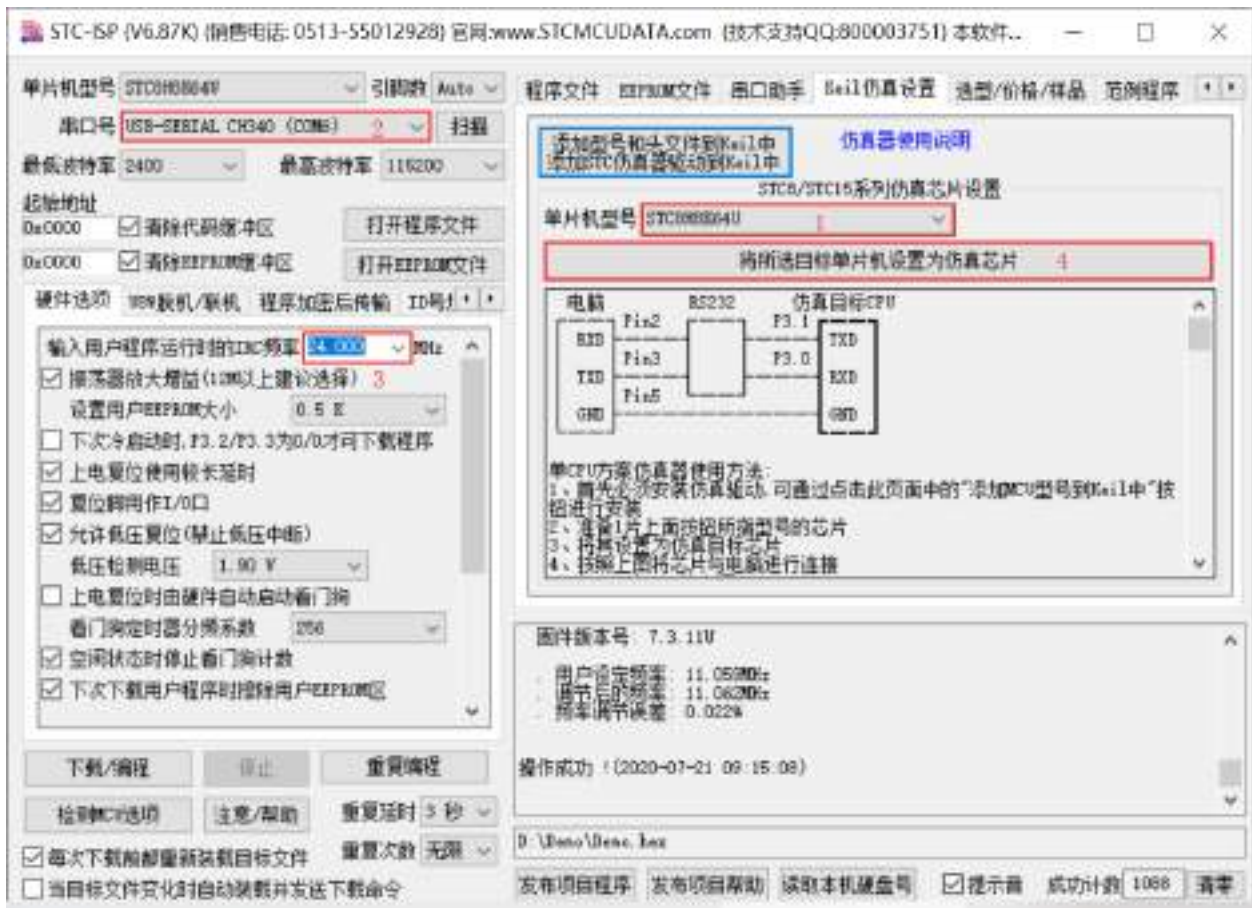 STC-ISP (V6.87K) (销售电话: 0513-55012928) 官网:www.STCMCUDATA.com (技术支持QQ:800003751) 本软件...
单片机型号 STC8H8K64U 引脚数 Auto
串口号 USB-SERIAL CH340 (COM6) 2 扫描
最低波特率 2400 最高波特率 115200
起始地址
0x0000 清除代码缓冲区 打开程序文件
0x0000 清除EEPROM缓冲区 打开EEPROM文件
硬件选项 U8W脱机/联机 程序加密后传输 ID号
输入用户程序运行时的IRC频率 24.000 MHz
振荡器放大增益(12M以上建议选择) 3
设置用户EEPROM大小 0.5 K
下次冷启动时,P3.2/P3.3为0/0才可下载程序
上电复位使用较长延时
复位脚用作I/O口
允许低压复位(禁止低压中断)
低压检测电压 1.90 V
上电复位时由硬件自动启动看门狗
看门狗定时器分频系数 256
空闲状态时停止看门狗计数
下次下载用户程序时擦除用户EEPROM区
下载/编程 停止 重复编程
检测MCU选项 注意/帮助 重复延时 3 秒
每次下载前都重新装载目标文件 重复次数 无限
当目标文件变化时自动装载并发送下载命令
程序文件 EEPROM文件 串口助手 Keil仿真设置 选型/价格/样品 范例程序
添加型号和头文件到Keil中
添加STC仿真器驱动到Keil中
仿真器使用说明
STC8/STC15系列仿真芯片设置
单片机型号 STC8H8K64U 1
将所选目标单片机设置为仿真芯片 4
电脑 RS232 仿真目标CPU
RXD Pin2 P3.1 TXD
TXD Pin3 P3.0 RXD
GND Pin5 GND
单CPU方案仿真器使用方法:
1、首先必须安装仿真驱动,可通过点击此页面中的"添加MCU型号到Keil中"按
钮进行安装
2、准备1片上面按钮所指型号的芯片
3、将其设置为仿真目标芯片
4、按照上图将芯片与电脑进行连接
固件版本号: 7.3.11U
. 用户设定频率: 11.059MHz
. 调节后的频率: 11.062MHz
. 频率调节误差: 0.022%
操作成功 !(2020-07-21 09:15:08)
D:\Demo\Demo.hex
发布项目程序 发布项目帮助 读取本机硬盘号 提示音 成功计数 1088 清零